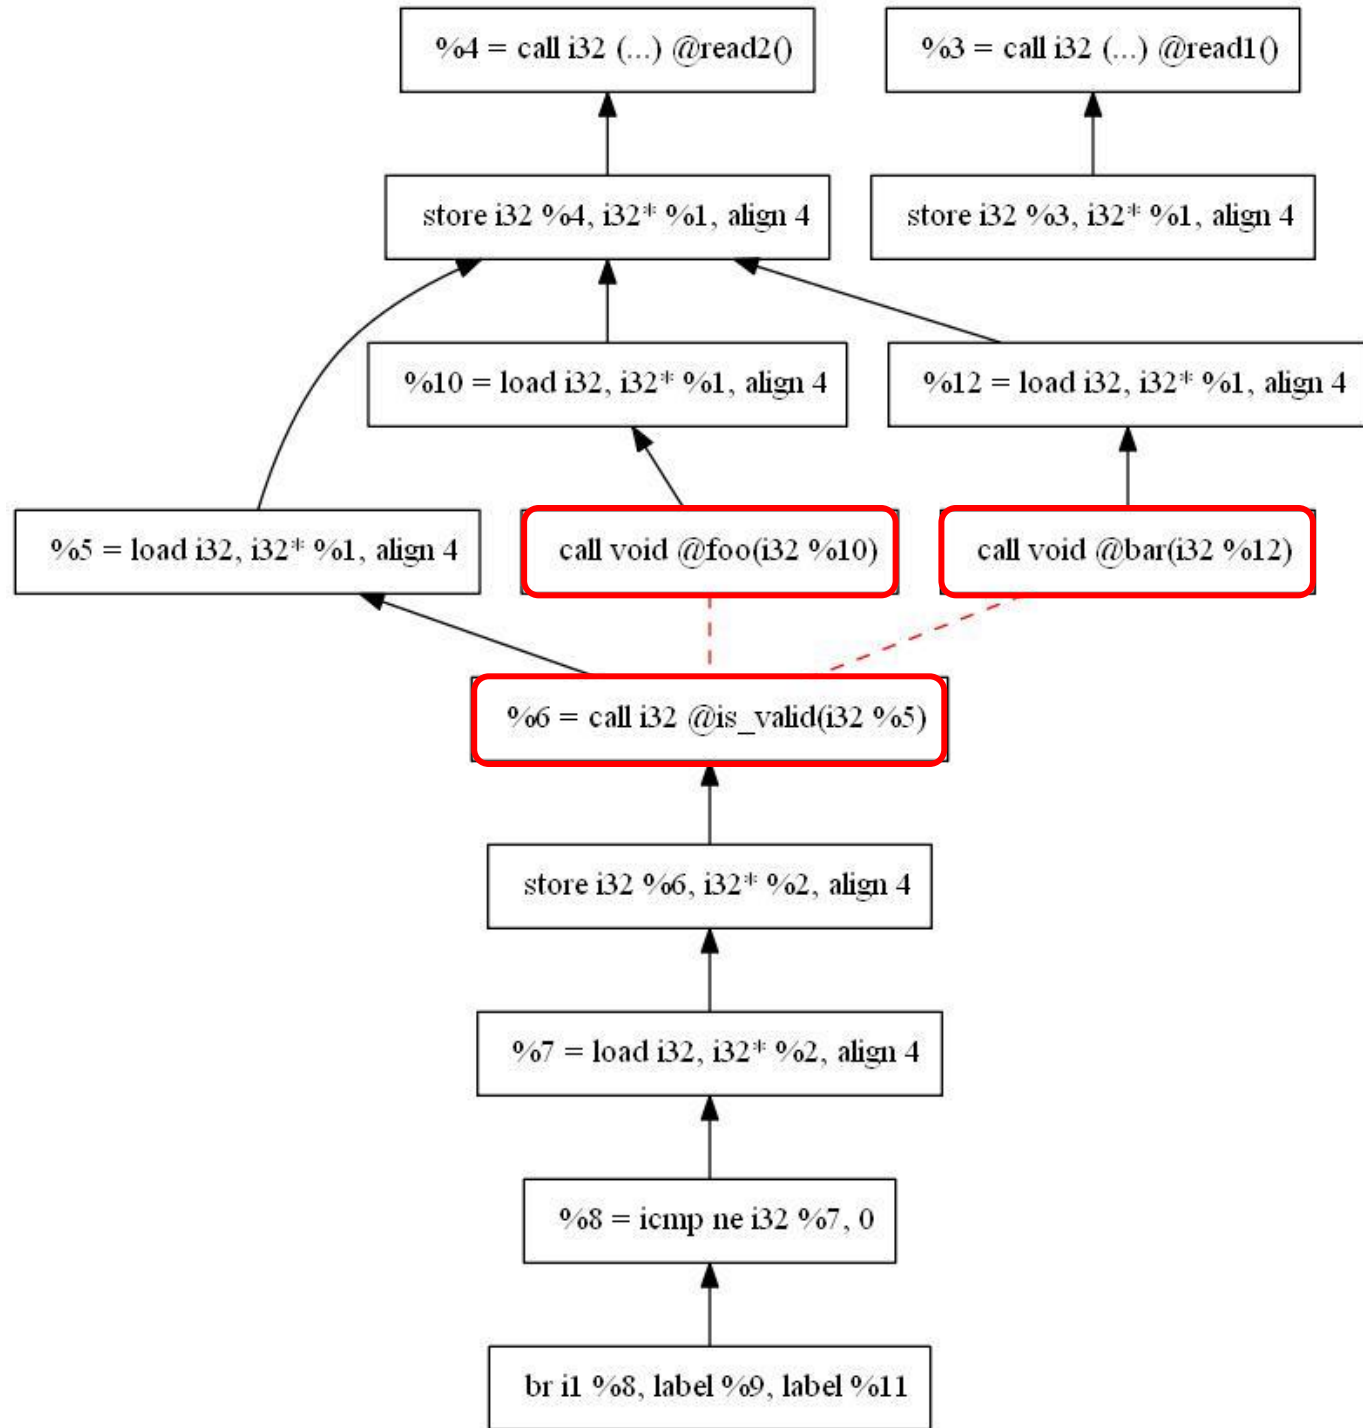 %4 = call i32 (...) @read2()
%3 = call i32 (...) @read1()
store i32 %4, i32* %1, align 4
store i32 %3, i32* %1, align 4
%10 = load i32, i32* %1, align 4
%12 = load i32, i32* %1, align 4
%5 = load i32, i32* %1, align 4
call void @foo(i32 %10)
call void @bar(i32 %12)
%6 = call i32 @is_valid(i32 %5)
store i32 %6, i32* %2, align 4
%7 = load i32, i32* %2, align 4
%8 = icmp ne i32 %7, 0
br i1 %8, label %9, label %11